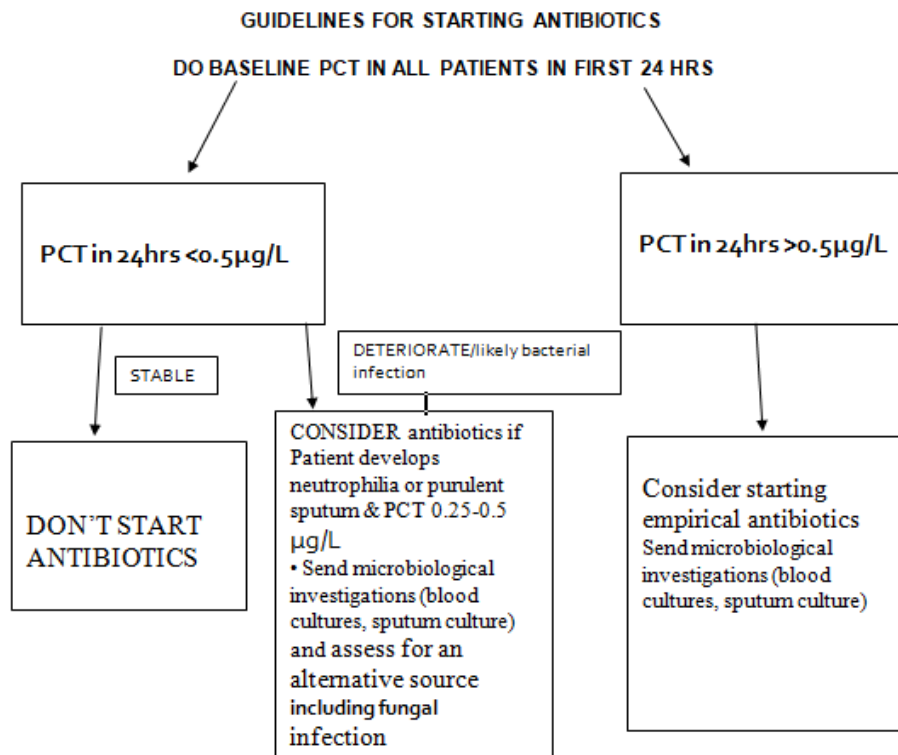 GUIDELINES FOR STARTING ANTIBIOTICS
DO BASELINE PCT IN ALL PATIENTS IN FIRST 24 HRS
PCT in 24hrs <0.5µg/L
PCT in 24hrs >0.5µg/L
STABLE
DETERIORATE/likely bacterial
infection
DON'T START
ANTIBIOTICS
CONSIDER antibiotics if
Patient develops
neutrophilia or purulent
sputum & PCT 0.25-0.5
µg/L
• Send microbiological
investigations (blood
cultures, sputum culture)
and assess for an
alternative source
including fungal
infection
Consider starting
empirical antibiotics
Send microbiological
investigations (blood
cultures, sputum culture)